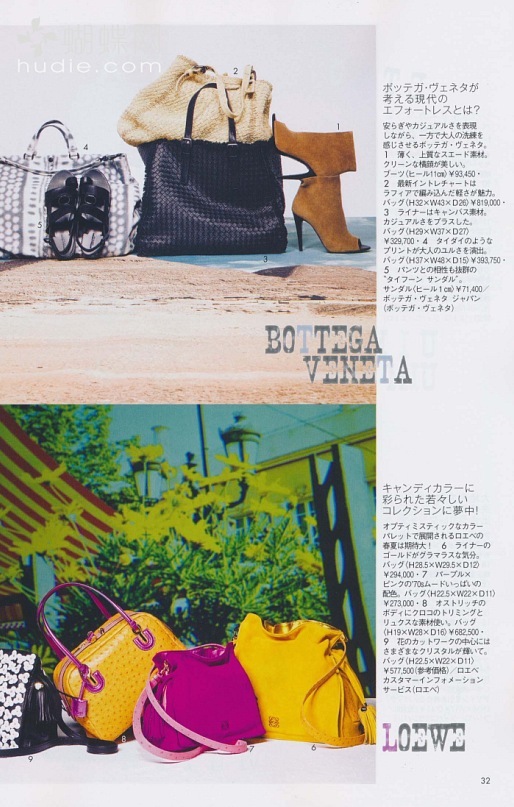 蝴蝶
hudie.com
2
1
4
5
3
ボッテガ・ヴェネタが
考える現代の
エフォートレスとは?
安らぎやカジュアルさを表現
しながら、一方で大人の洗練を
感じさせるボッテガ・ヴェネタ。
1 薄く、上質なスエード素材。
クリーンな横顔が美しい。
ブーツ〈ヒール11cm〉¥93,450・
2 最新イントレチャートは
ラフィアで編み込んだ軽さが魅力。
バッグ〈H32×W43×D26〉¥819,000・
3 ライナーはキャンバス素材。
カジュアルをプラスした。
バッグ〈H29×W37×D27〉
¥329,700・4 タイダイのような
プリントが大人のユルさを演出。
バッグ〈H37×W48×D15〉¥393,750・
5 パンツとの相性も抜群の
“タイフーン サンダル”。
サンダル〈ヒール1cm〉¥71,400/
ボッテガ・ヴェネタ ジャパン
(ボッテガ・ヴェネタ)
BOTTEGA
VENETA
キャンディカラーに
彩られた若々しい
コレクションに夢中!
オプティミスティックなカラー
パレットで展開されるロエベの
春夏は期待大! 6 ライナーの
ゴールドがグラマラスな気分。
バッグ〈H28.5×W29.5×D12〉
¥294,000・7 パープル×
ピンクの'70sムードいっぱいの
配色。バッグ〈H22.5×W22×D11〉
¥273,000・8 オストリッチの
ボディにクロコのトリミングと
リュクスな素材使い。バッグ
〈H19×W28×D16〉¥682,500・
9 花のカットワークの中心には
さまざまなクリスタルが輝いて。
バッグ〈H22.5×W22×D11〉
¥577,500(参考価格)/ロエベ
カスタマーインフォメーション
サービス(ロエベ)
LOEWE
8
7
6
9
32